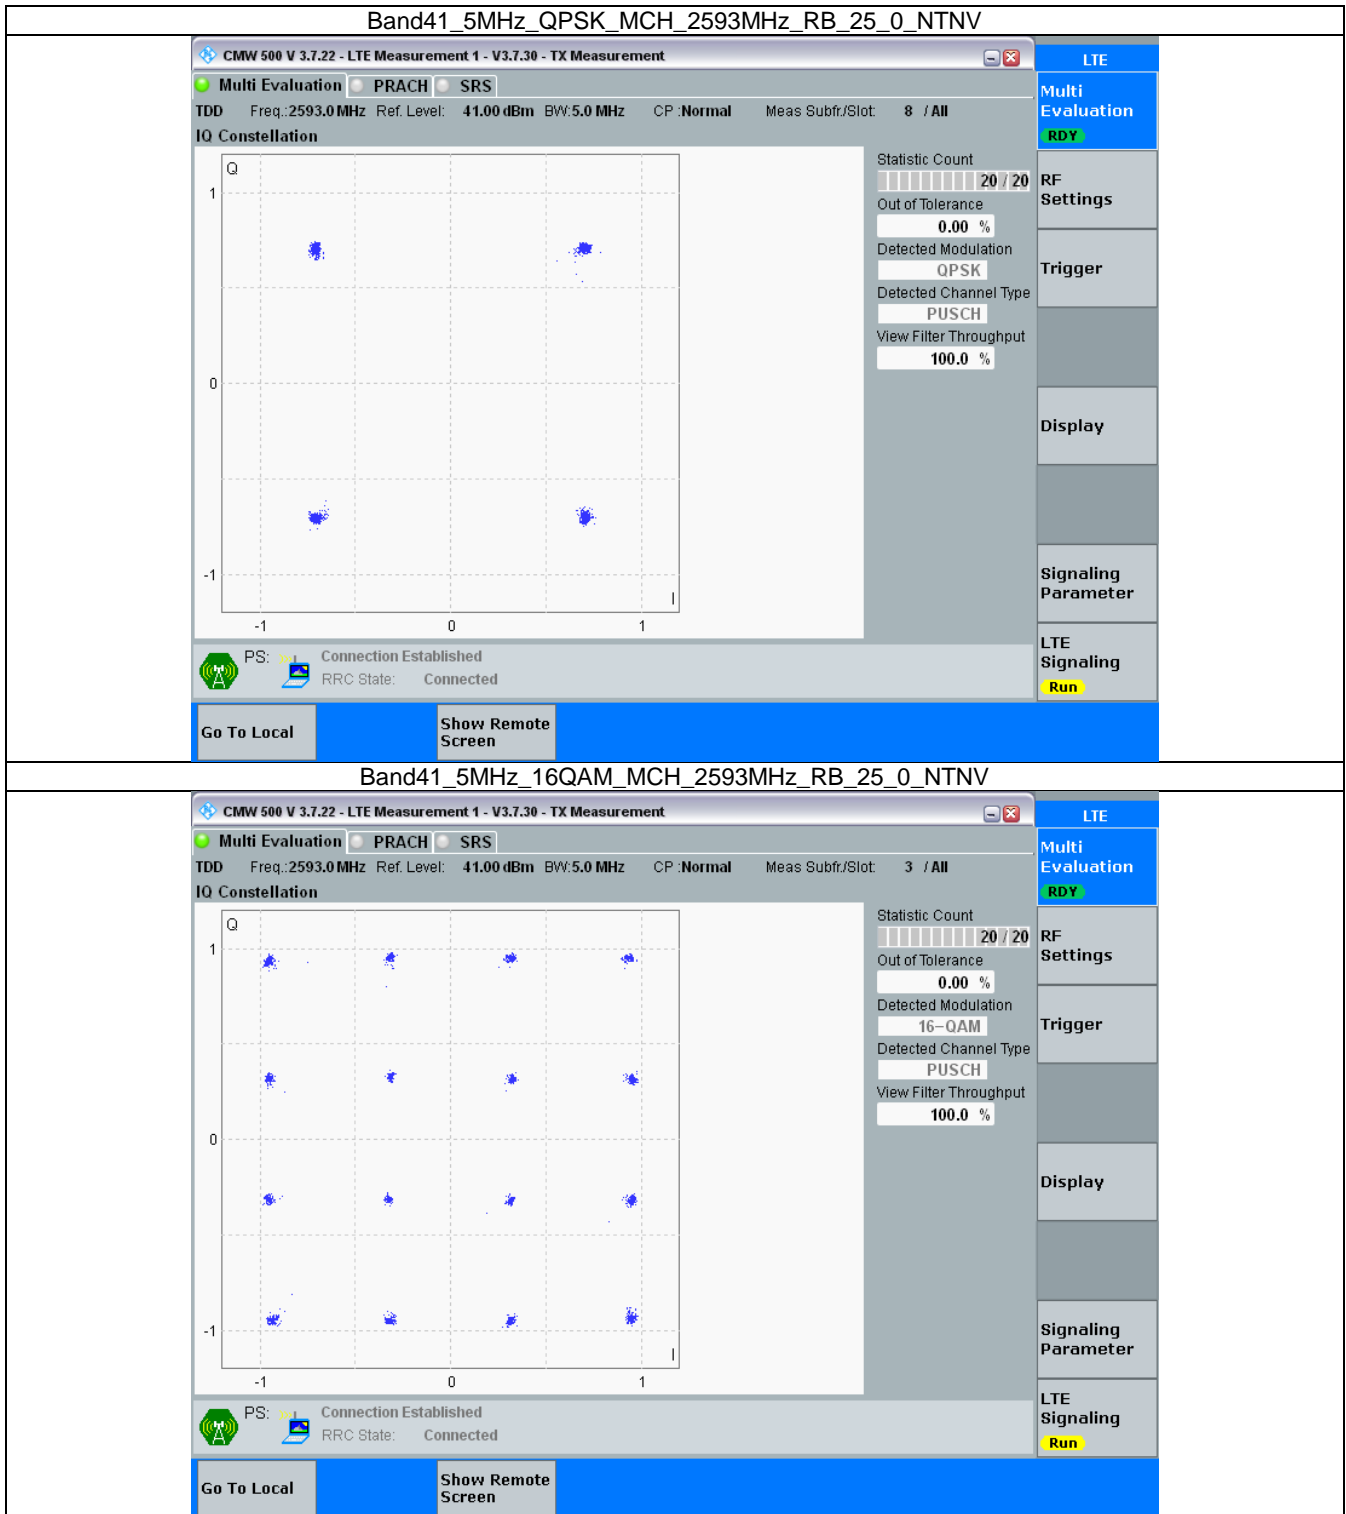 Band41_5MHz_QPSK_MCH_2593MHz_RB_25_0_NTNV
CMW 500 V 3.7.22 - LTE Measurement 1 - V3.7.30 - TX Measurement
LTE
Multi Evaluation PRACH SRS
Multi
Evaluation
RDY
TDD Freq.:2593.0 MHz Ref. Level: 41.00 dBm BW:5.0 MHz CP :Normal Meas Subfr./Slot: 8 / All
IQ Constellation
Q
1
0
-1
I
-1 0 1
Statistic Count
20 / 20
Out of Tolerance
0.00 %
Detected Modulation
QPSK
Detected Channel Type
PUSCH
View Filter Throughput
100.0 %
RF
Settings
Trigger
Display
Signaling
Parameter
LTE
Signaling
Run
PS: Connection Established
RRC State: Connected
Go To Local
Show Remote
Screen
Band41_5MHz_16QAM_MCH_2593MHz_RB_25_0_NTNV
CMW 500 V 3.7.22 - LTE Measurement 1 - V3.7.30 - TX Measurement
LTE
Multi Evaluation PRACH SRS
Multi
Evaluation
RDY
TDD Freq.:2593.0 MHz Ref. Level: 41.00 dBm BW:5.0 MHz CP :Normal Meas Subfr./Slot: 3 / All
IQ Constellation
Q
1
0
-1
I
-1 0 1
Statistic Count
20 / 20
Out of Tolerance
0.00 %
Detected Modulation
16-QAM
Detected Channel Type
PUSCH
View Filter Throughput
100.0 %
RF
Settings
Trigger
Display
Signaling
Parameter
LTE
Signaling
Run
PS: Connection Established
RRC State: Connected
Go To Local
Show Remote
Screen